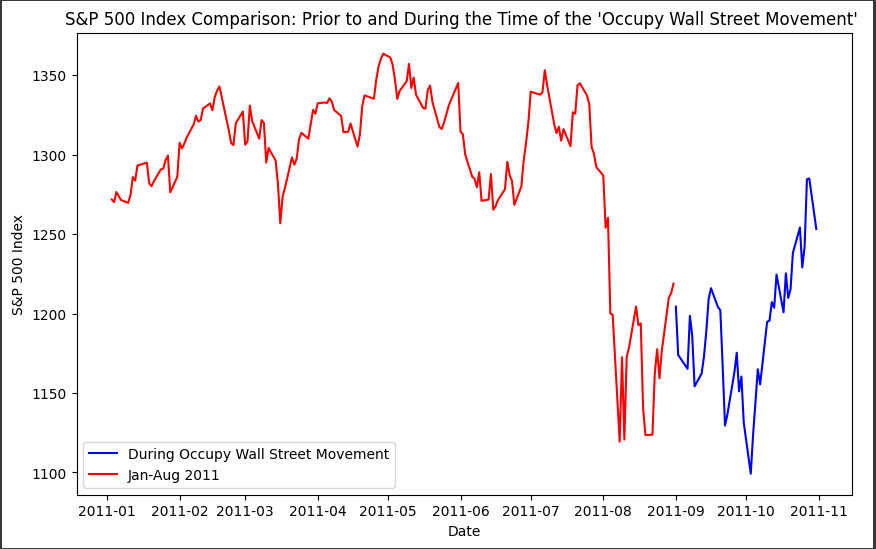 S&P 500 Index Comparison: Prior to and During the Time of the 'Occupy Wall Street Movement'
S&P 500 Index
1350
1300
1250
1200
1150
1100
During Occupy Wall Street Movement
Jan-Aug 2011
2011-01 2011-02 2011-03 2011-04 2011-05 2011-06 2011-07 2011-08 2011-09 2011-10 2011-11
Date